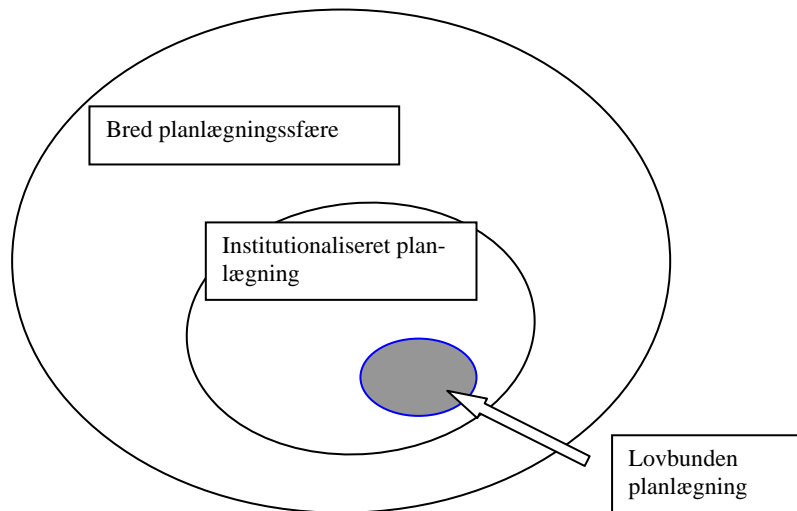 Bred planlægningssfære
Institutionaliseret plan-
lægning
Lovbunden
planlægning